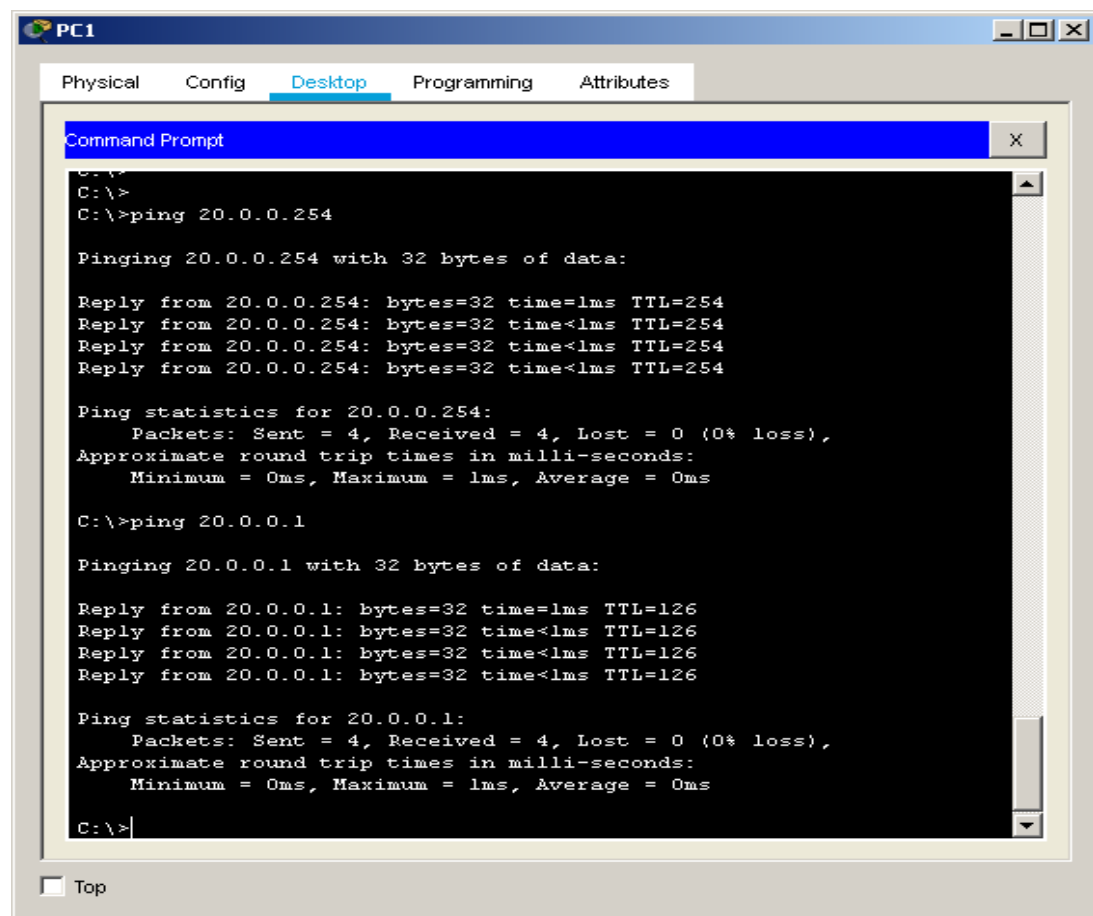 PC1
Physical Config Desktop Programming Attributes
Command Prompt
X
C:\>
C:\>
C:\>ping 20.0.0.254
Pinging 20.0.0.254 with 32 bytes of data:
Reply from 20.0.0.254: bytes=32 time=1ms TTL=254
Reply from 20.0.0.254: bytes=32 time<1ms TTL=254
Reply from 20.0.0.254: bytes=32 time<1ms TTL=254
Reply from 20.0.0.254: bytes=32 time<1ms TTL=254
Ping statistics for 20.0.0.254:
Packets: Sent = 4, Received = 4, Lost = 0 (0% loss),
Approximate round trip times in milli-seconds:
Minimum = 0ms, Maximum = 1ms, Average = 0ms
C:\>ping 20.0.0.1
Pinging 20.0.0.1 with 32 bytes of data:
Reply from 20.0.0.1: bytes=32 time=1ms TTL=126
Reply from 20.0.0.1: bytes=32 time<1ms TTL=126
Reply from 20.0.0.1: bytes=32 time<1ms TTL=126
Reply from 20.0.0.1: bytes=32 time<1ms TTL=126
Ping statistics for 20.0.0.1:
Packets: Sent = 4, Received = 4, Lost = 0 (0% loss),
Approximate round trip times in milli-seconds:
Minimum = 0ms, Maximum = 1ms, Average = 0ms
C:\>
Top